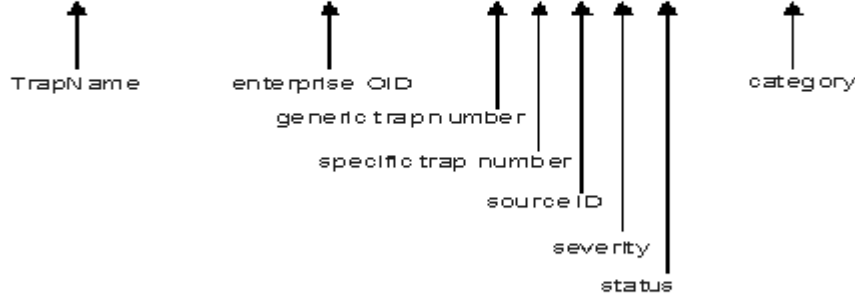 TrapName enterprise OID category
generic trap number
specific trap number
source ID
severity
status